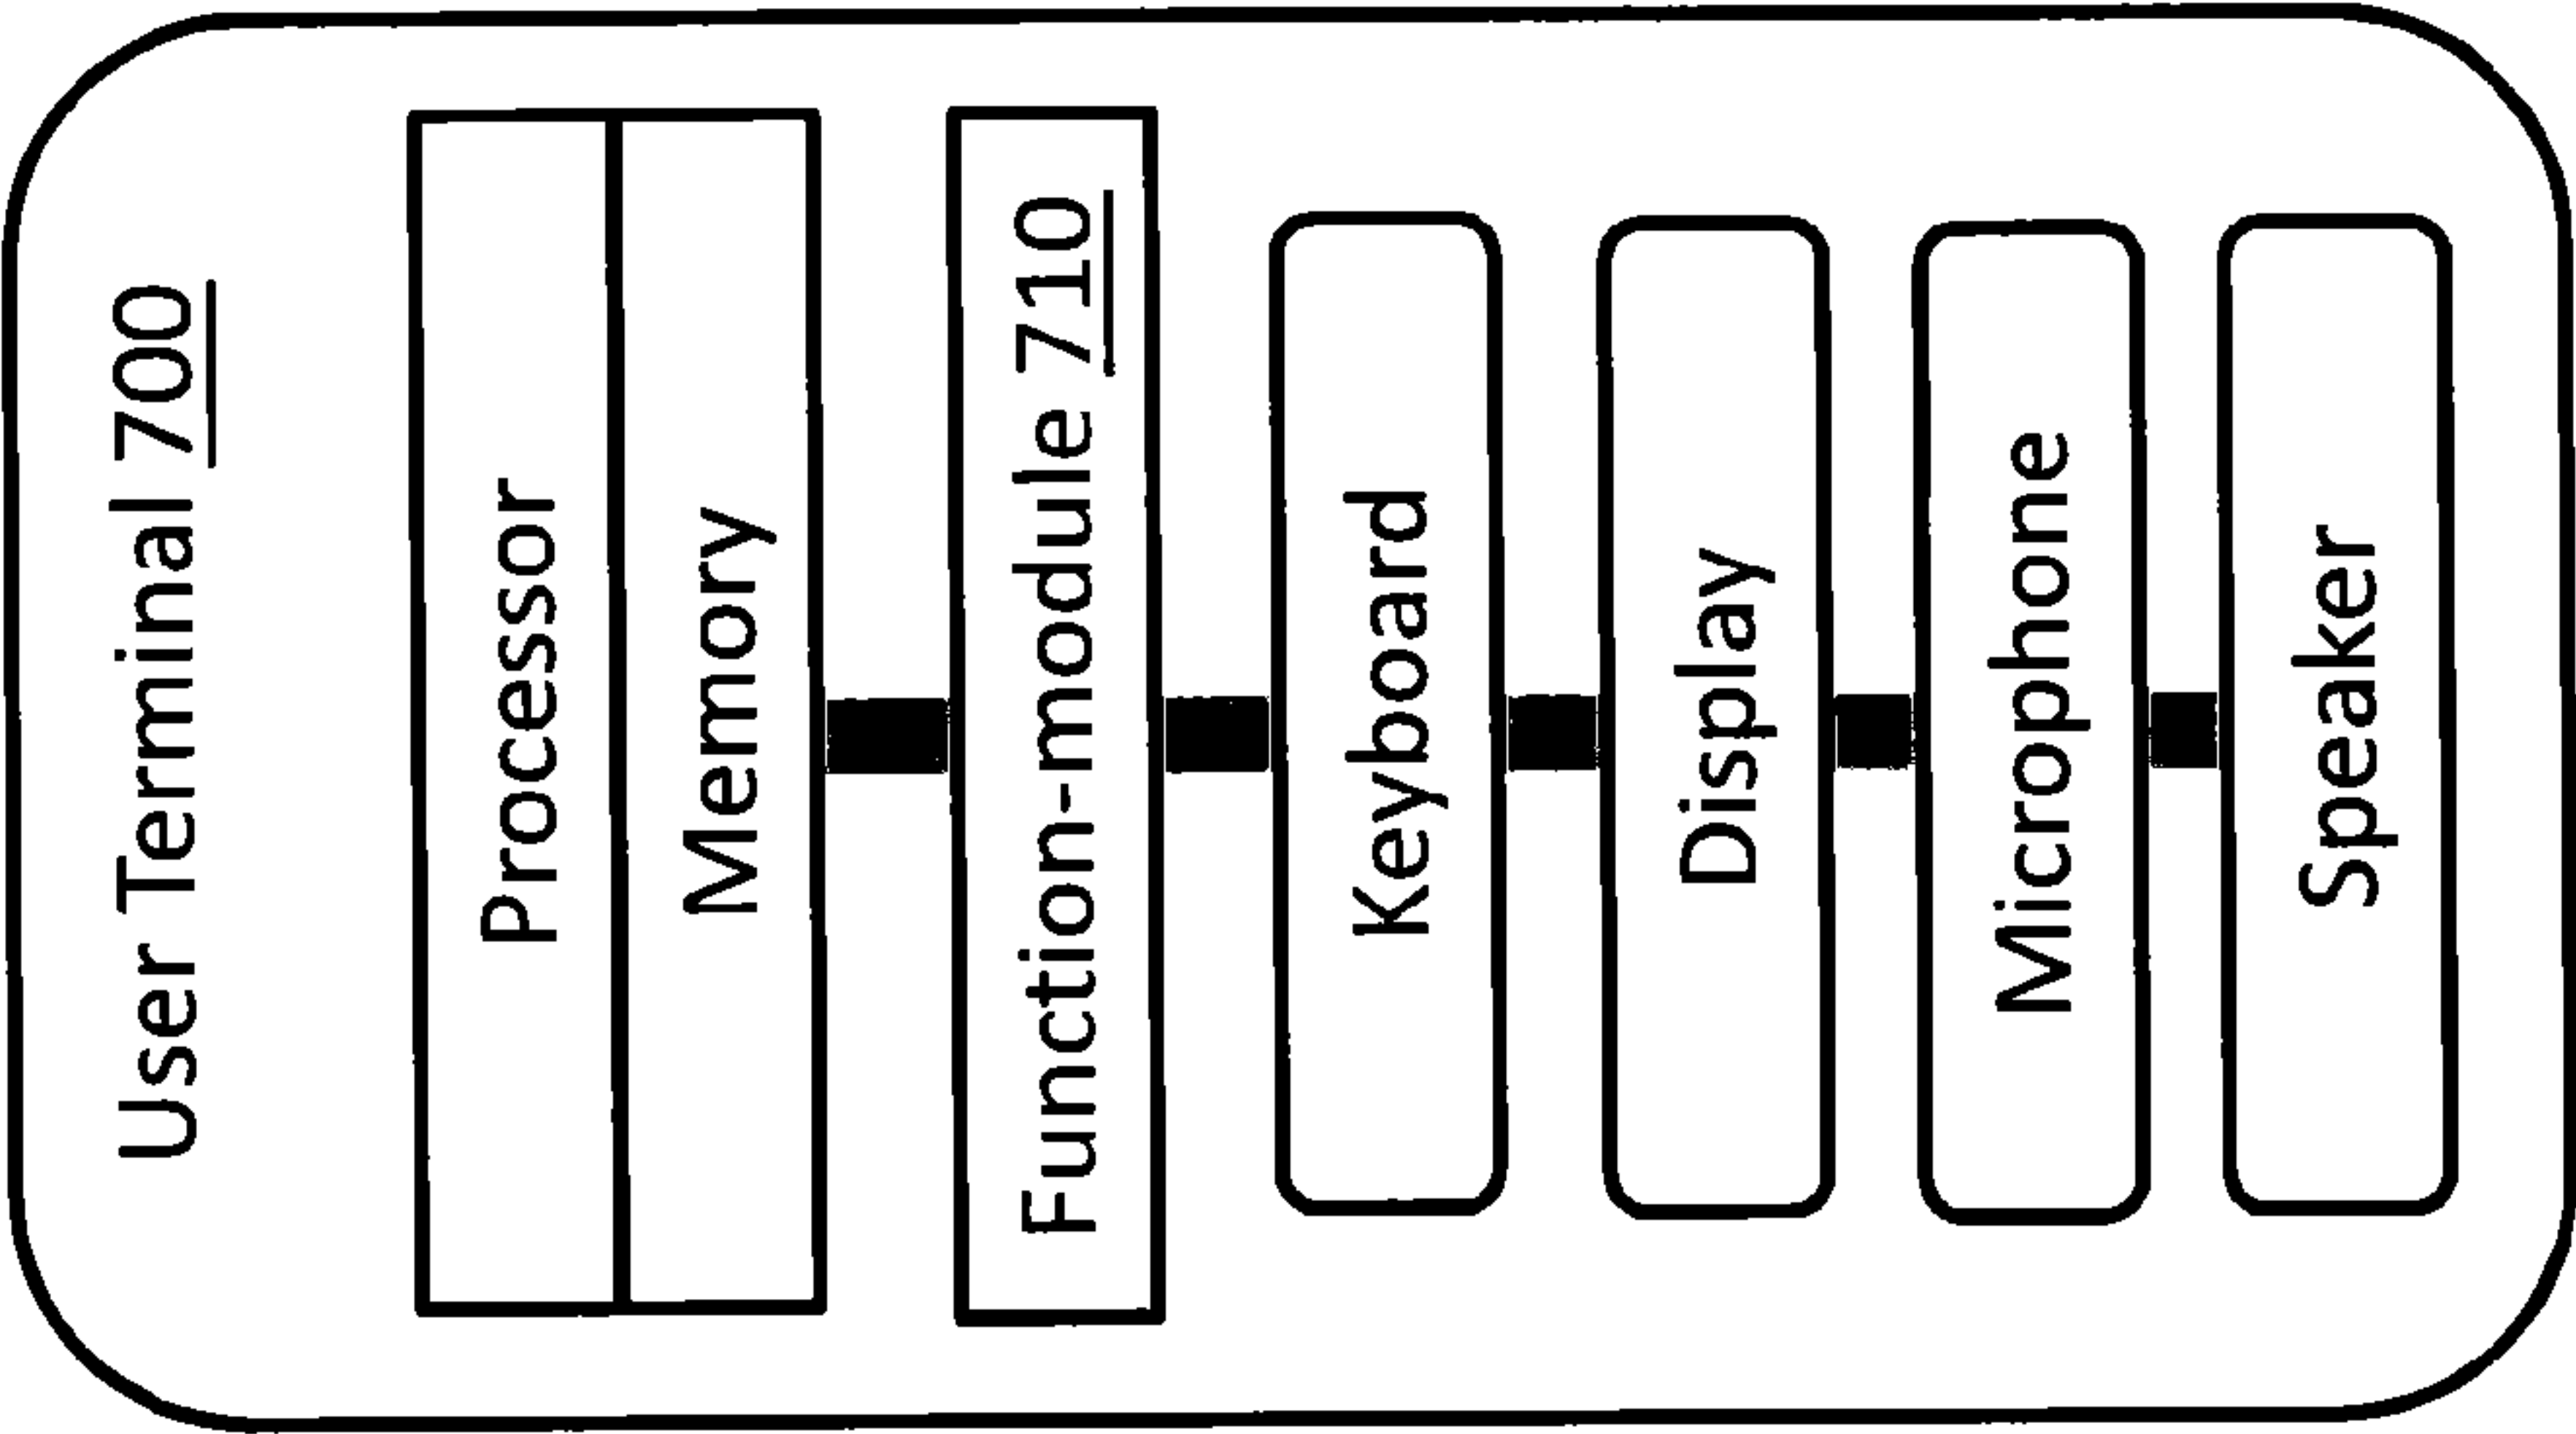 User Terminal 700
Processor
Memory
Function-module 710
Keyboard
Display
Microphone
Speaker